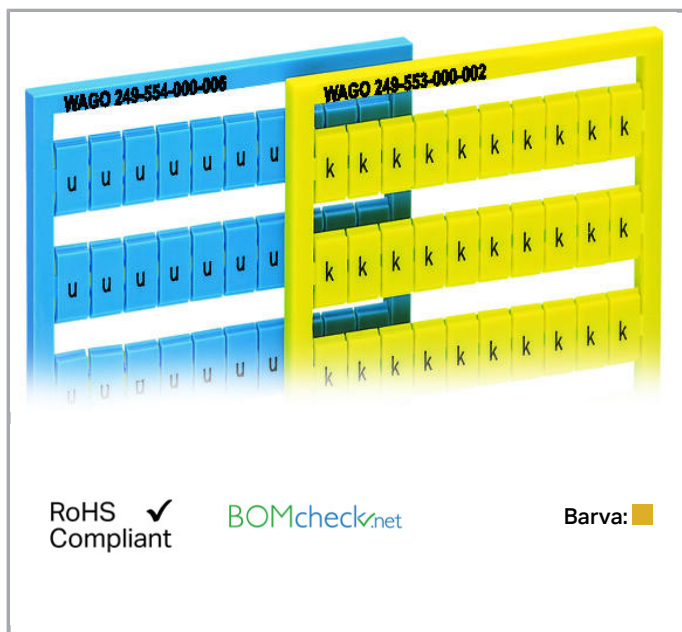 WAGO 249-554-000-006
WAGO 249-553-000-002
u u u u u u u
k k k k k k k k k k
u u u u u u u
k k k k k k k k k k
u u u u u u u
k k k k k k k k k k
RoHS ✓
Compliant
BOMcheck.net
Barva: